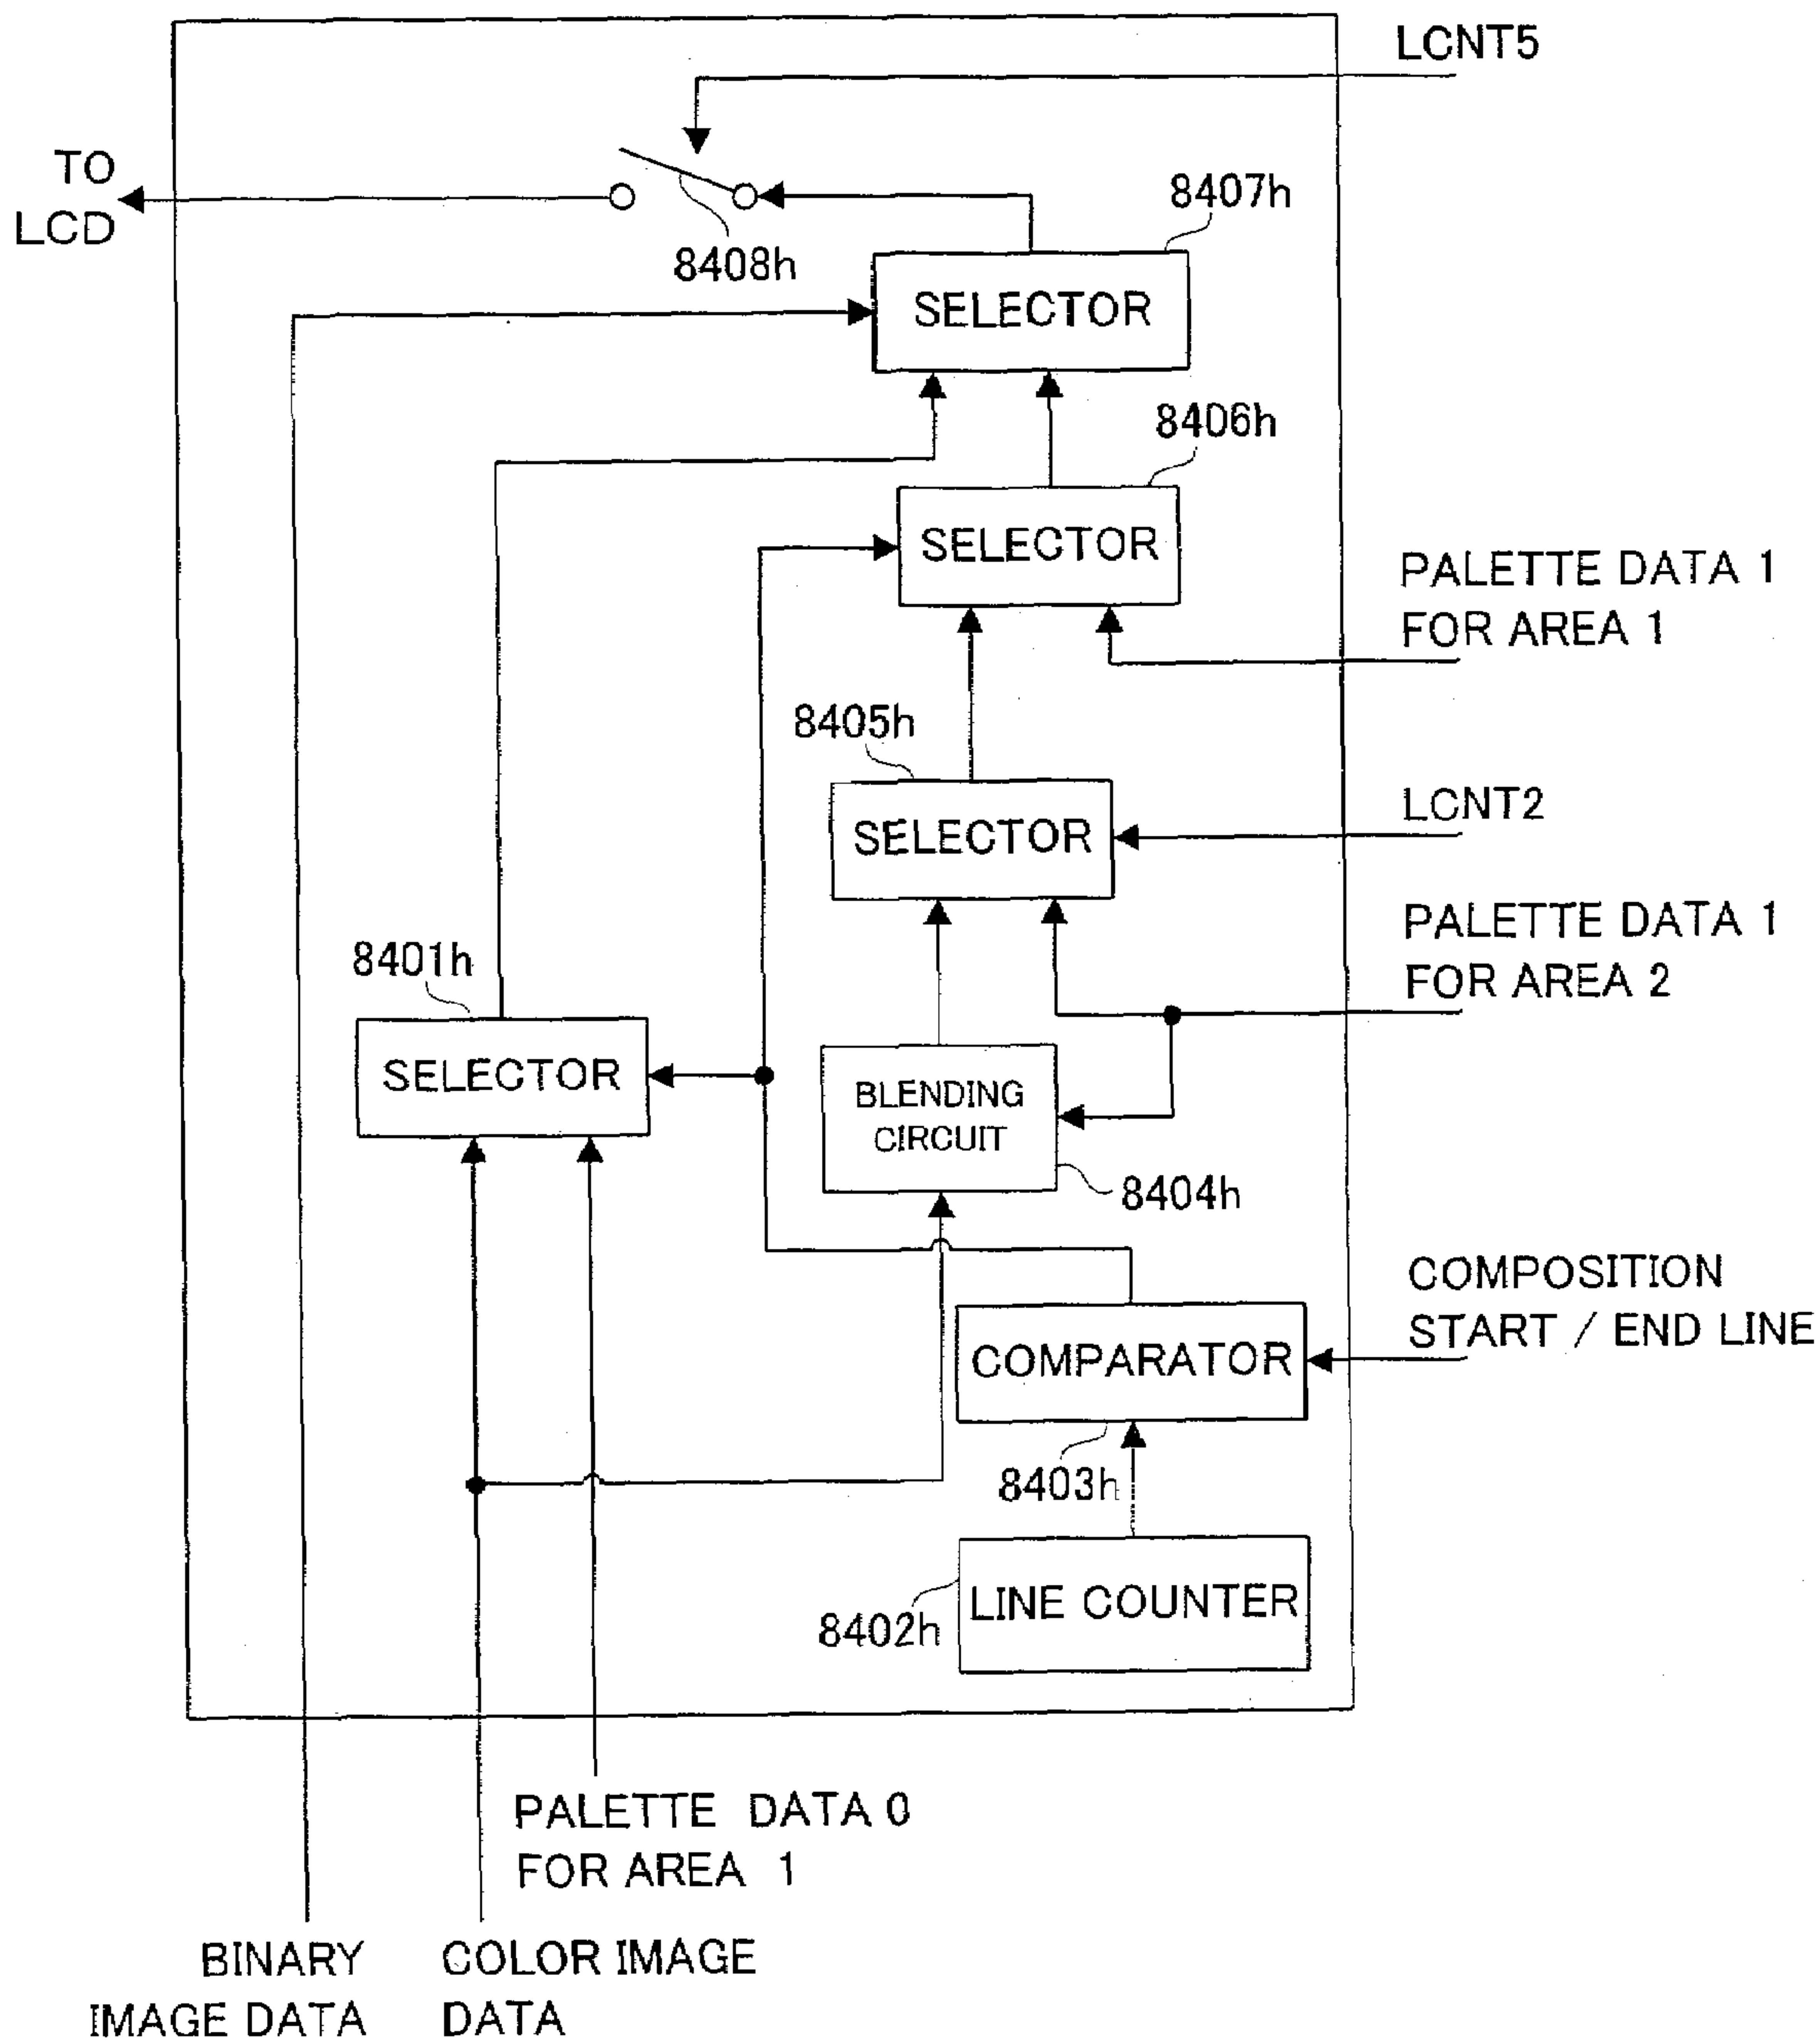 LCNT5
TO
LCD
8408h
8407h
SELECTOR
8406h
SELECTOR
PALETTE DATA 1
FOR AREA 1
8405h
SELECTOR
LCNT2
PALETTE DATA 1
FOR AREA 2
8401h
SELECTOR
BLENDING
CIRCUIT
8404h
COMPOSITION
START / END LINE
COMPARATOR
8403h
LINE COUNTER
8402h
PALETTE DATA 0
FOR AREA 1
BINARY
IMAGE DATA
COLOR IMAGE
DATA